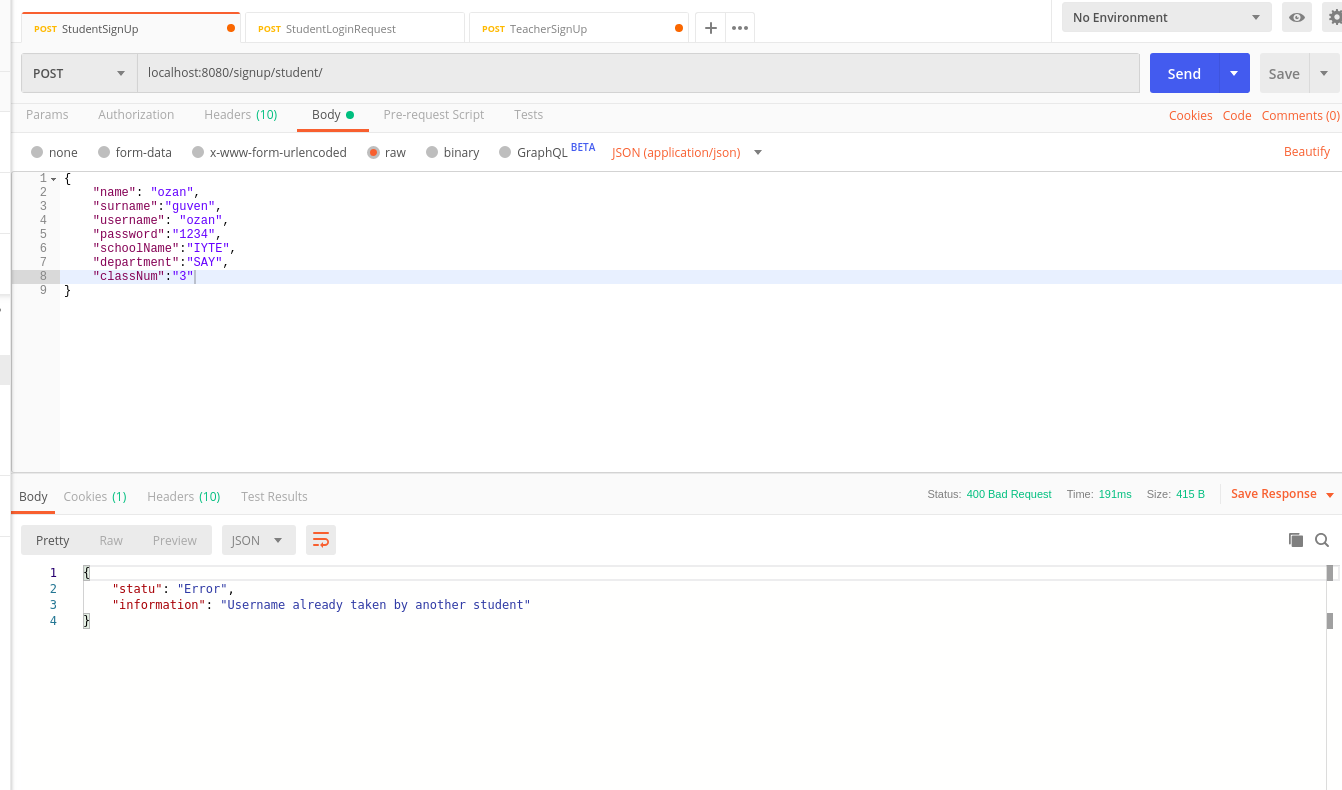 POST StudentSignUp POST StudentLoginRequest POST TeacherSignUp + ••• No Environment
POST localhost:8080/signup/student/ Send Save
Params Authorization Headers (10) Body Pre-request Script Tests Cookies Code Comments (0)
none form-data x-www-form-urlencoded raw binary GraphQL BETA JSON (application/json) Beautify
1 {
2 "name": "ozan",
3 "surname":"guven",
4 "username": "ozan",
5 "password":"1234",
6 "schoolName":"IYTE",
7 "department":"SAY",
8 "classNum":"3"
9 }
Body Cookies (1) Headers (10) Test Results Status: 400 Bad Request Time: 191ms Size: 415 B Save Response
Pretty Raw Preview JSON
1 {
2 "statu": "Error",
3 "information": "Username already taken by another student"
4 }